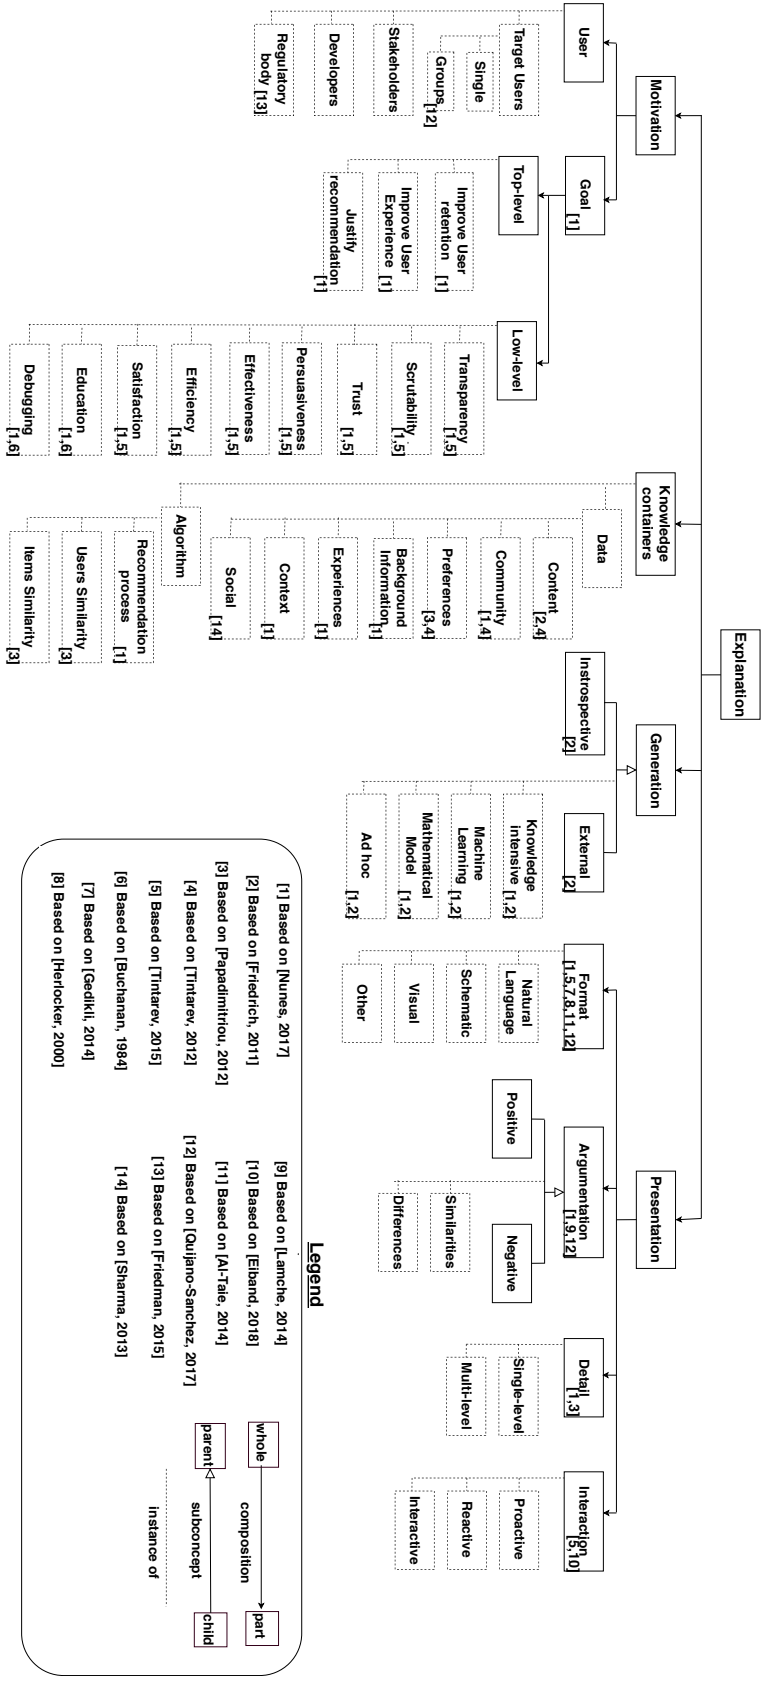 Explanation
Motivation
User
Target Users
Single
Groups
[12]
Stakeholders
Developers
Regulatory
body [13]
Goal
[1]
Top-level
Improve User
retention
[1]
Improve User
Experience
[1]
Justify
recommendation
[1]
Low-level
Transparency
[1,5]
Scrutability
[1,5]
Trust
[1,5]
Persuasiveness
[1,5]
Effectiveness
[1,5]
Efficiency
[1,5]
Satisfaction
[1,5]
Education
[1,6]
Debugging
[1,6]
Knowledge
containers
Data
Content
[2,4]
Community
[1,4]
Preferences
[3,4]
Background
Information
[1]
Experiences
[1]
Context
[1]
Social
[14]
Algorithm
Recommendation
process
[1]
Users Similarity
[3]
Items Similarity
[3]
Generation
Instrospective
[2]
External
[2]
Knowledge
intensive
[1,2]
Machine
Learning
[1,2]
Mathematical
Model
[1,2]
Ad hoc
[1,2]
Presentation
Format
[1,5,7,8,11,12]
Natural
Language
Schematic
Visual
Other
Argumentation
[1,9,12]
Positive
Negative
Similarities
Differences
Detail
[1,3]
Single-level
Multi-level
Interaction
[5,10]
Proactive
Reactive
Interactive
Legend
[1] Based on [Nunes, 2017]
[2] Based on [Friedrich, 2011]
[3] Based on [Papadimitriou, 2012]
[4] Based on [Tintarev, 2012]
[5] Based on [Tintarev, 2015]
[6] Based on [Buchanan, 1984]
[7] Based on [Gedikli, 2014]
[8] Based on [Herlocker, 2000]
[9] Based on [Lamche, 2014]
[10] Based on [Eiband, 2018]
[11] Based on [Al-Taie, 2014]
[12] Based on [Quijano-Sanchez, 2017]
[13] Based on [Friedman, 2015]
[14] Based on [Sharma, 2013]
whole
composition
part
parent
subconcept
child
instance of